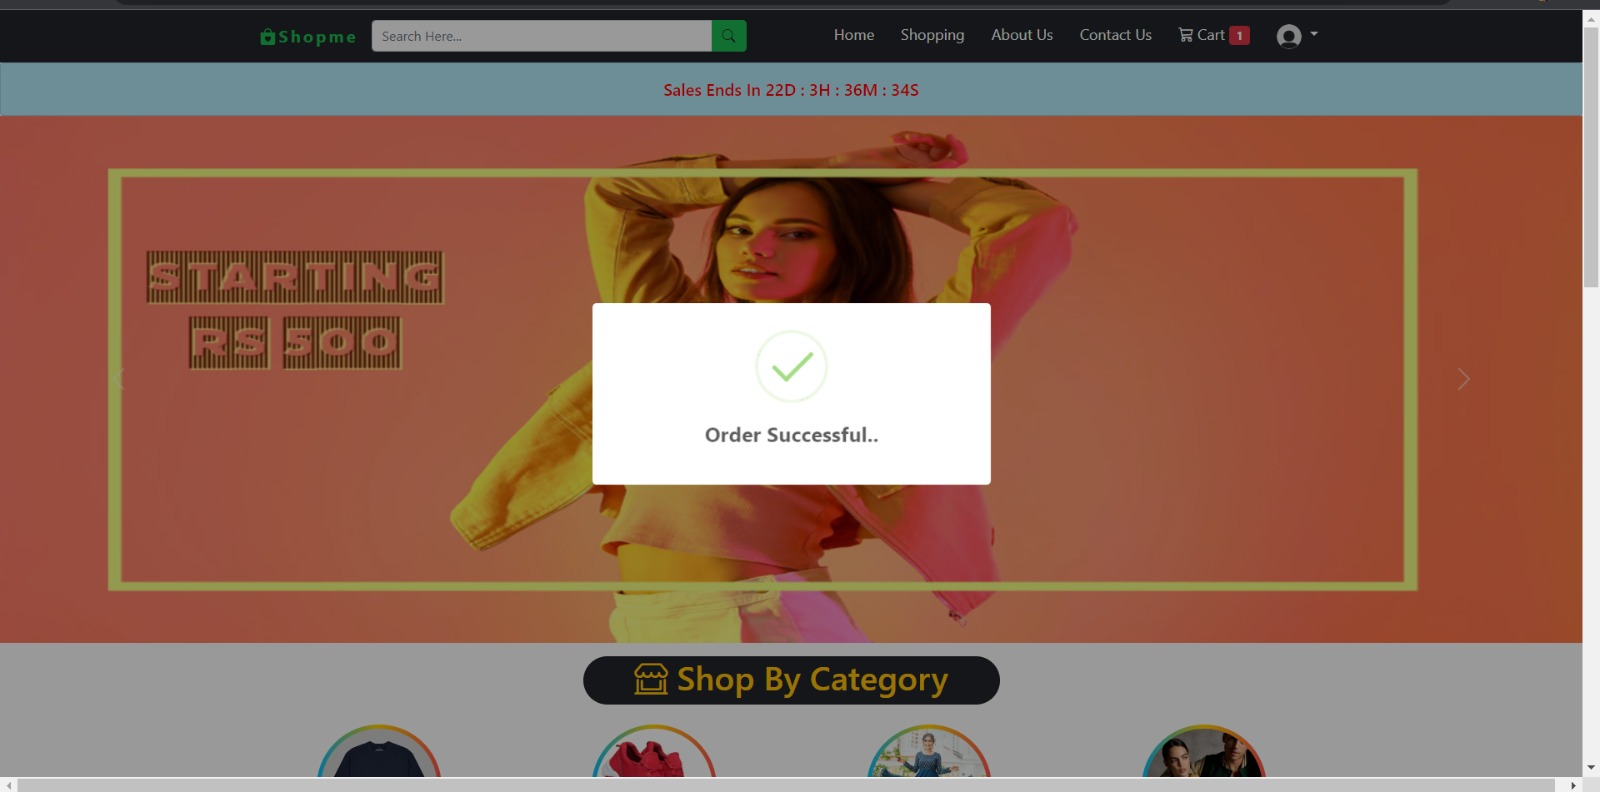 Shopme
Search Here...
Home
Shopping
About Us
Contact Us
Cart 1
Sales Ends In 22D : 3H : 36M : 34S
STARTING
RS 500
Order Successful..
Shop By Category